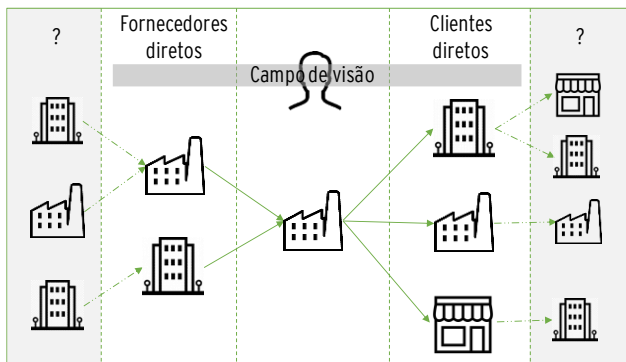 ?
Fornecedores
diretos
Campo de visão
Clientes
diretos
?